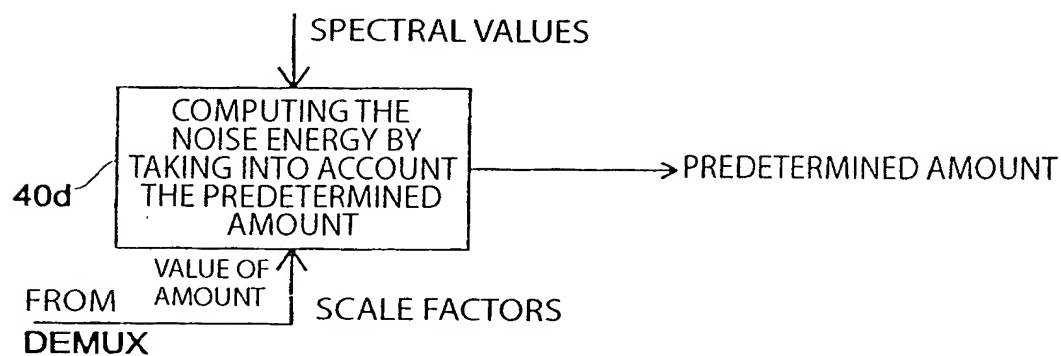 SPECTRAL VALUES
COMPUTING THE
NOISE ENERGY BY
TAKING INTO ACCOUNT
THE PREDETERMINED
AMOUNT
PREDETERMINED AMOUNT
40d
VALUE OF
AMOUNT
FROM
DEMUX
SCALE FACTORS